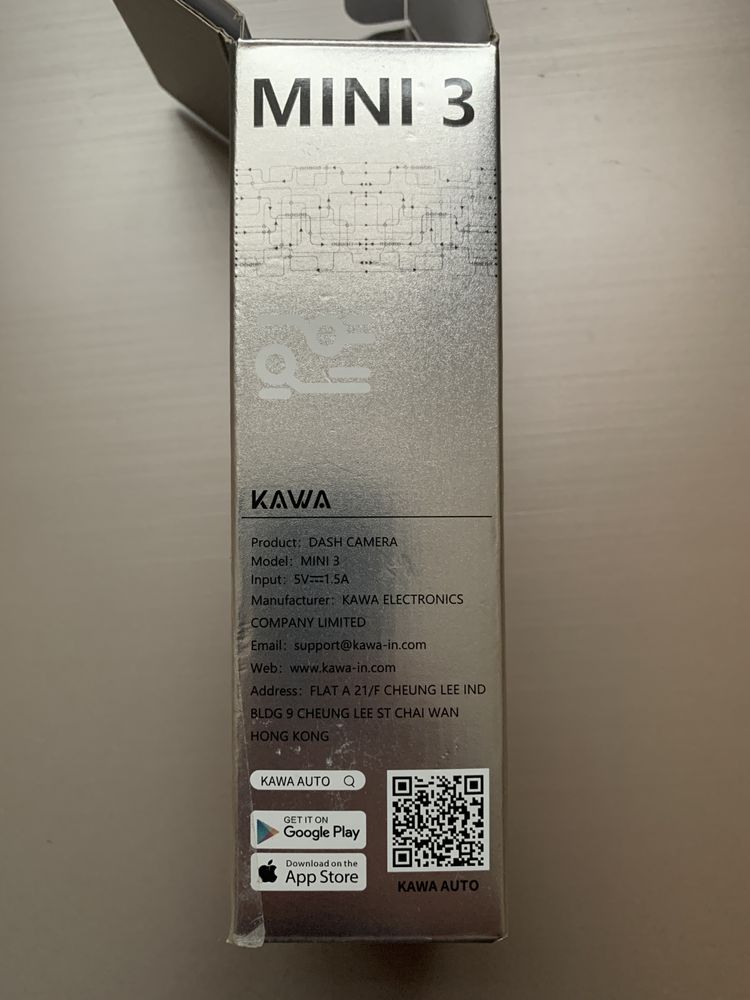 MINI 3
KAWA
Product: DASH CAMERA
Model: MINI 3
Input: 5V⎓1.5A
Manufacturer: KAWA ELECTRONICS
COMPANY LIMITED
Email: support@kawa-in.com
Web: www.kawa-in.com
Address: FLAT A 21/F CHEUNG LEE IND
BLDG 9 CHEUNG LEE ST CHAI WAN
HONG KONG
KAWA AUTO
GET IT ON
Google Play
Download on the
App Store
KAWA AUTO